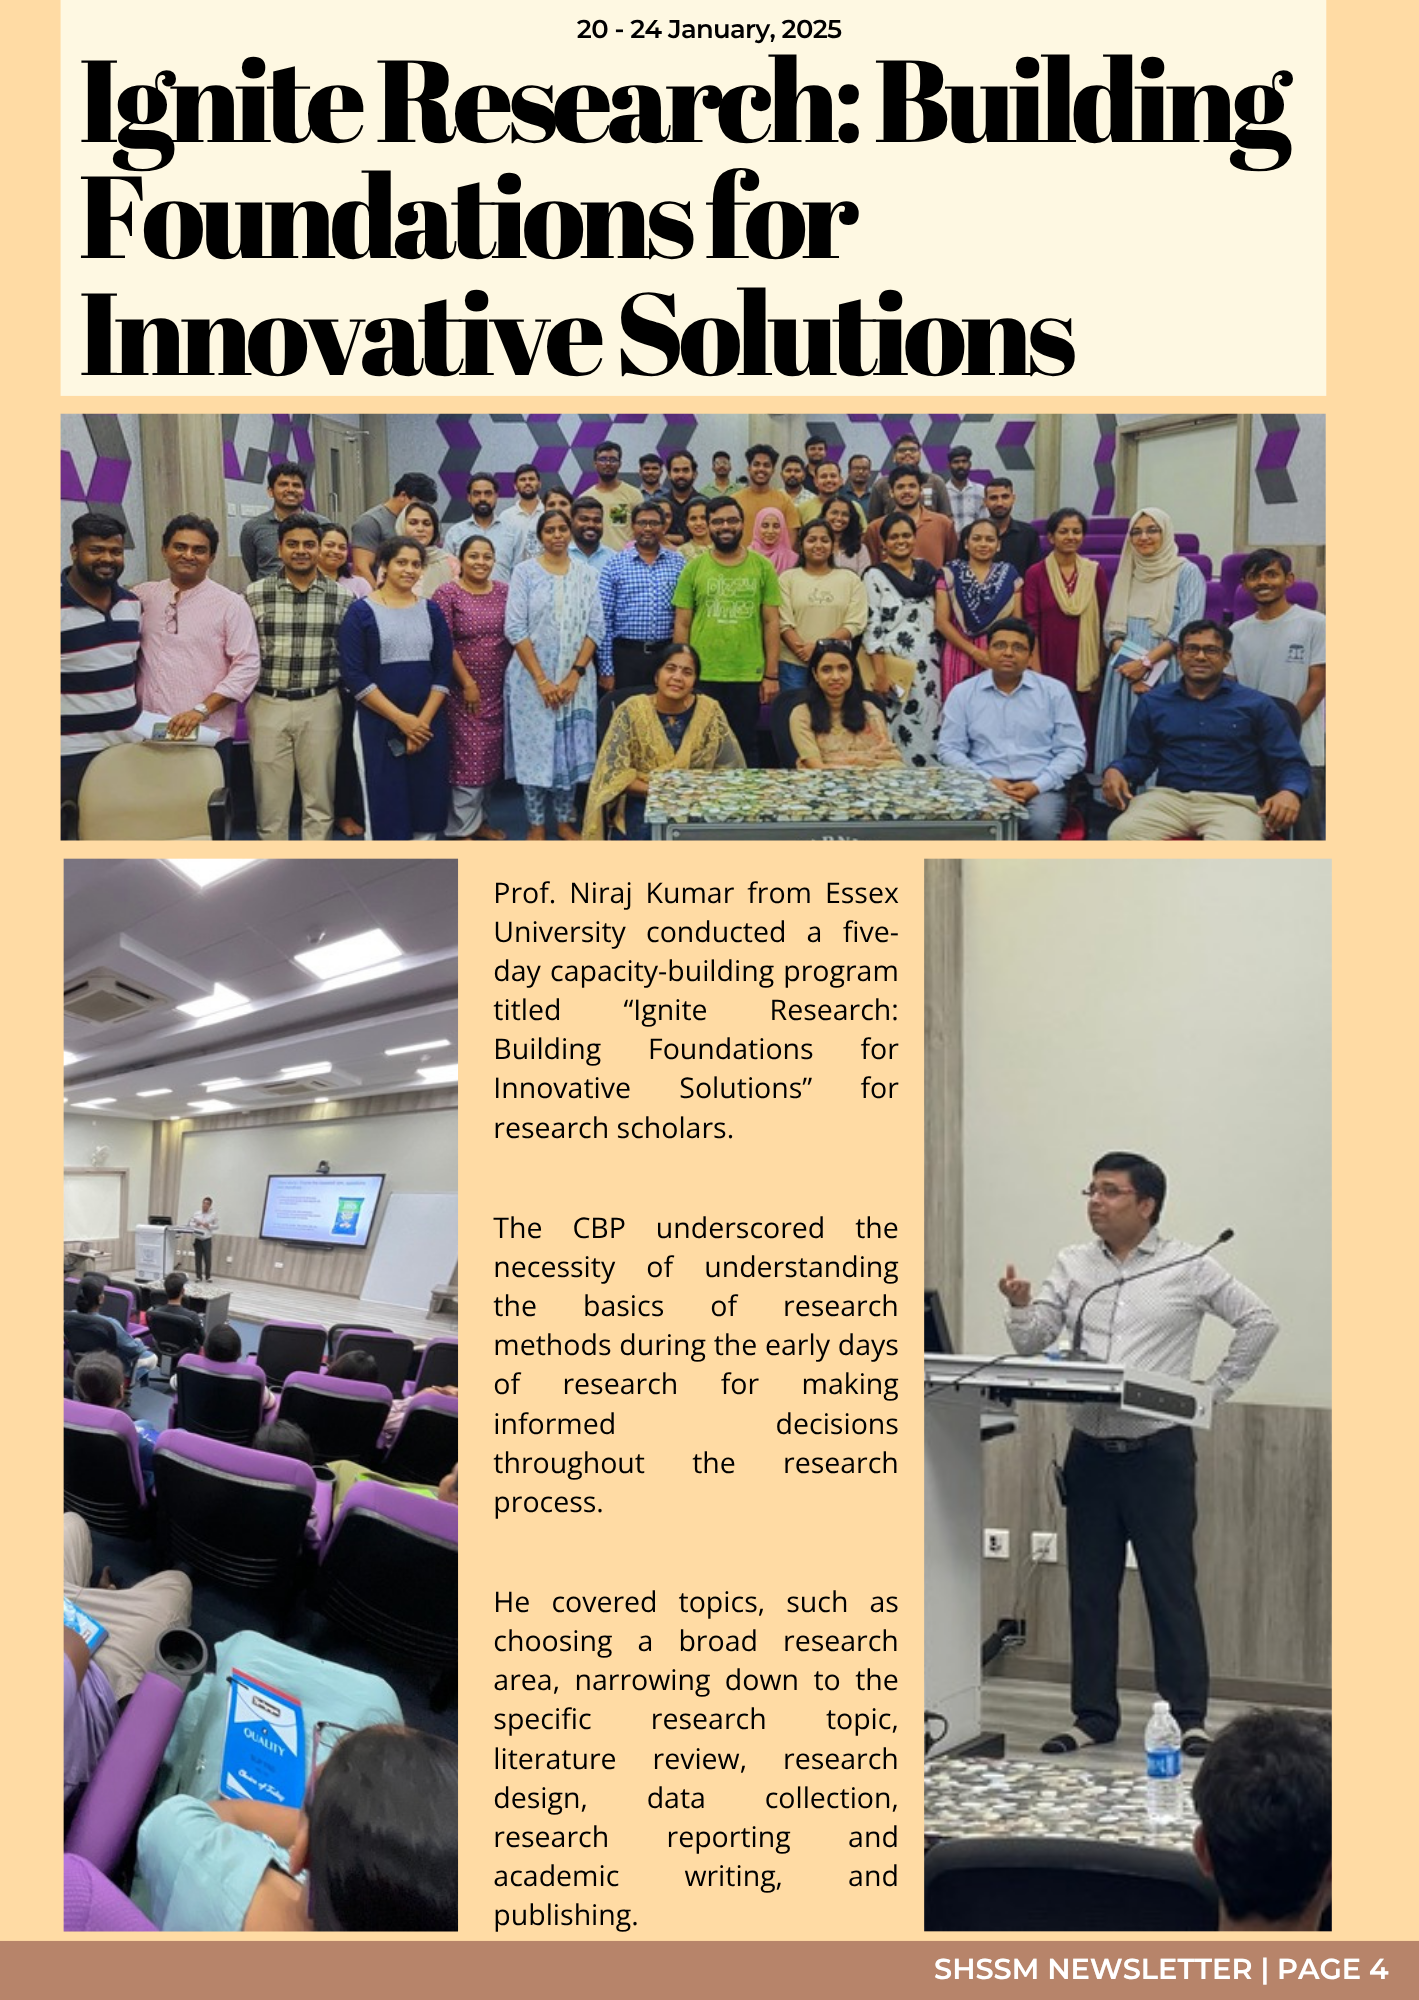 20 - 24 January, 2025
Ignite Research: Building
Foundations for
Innovative Solutions
DIZZY
TIMES
Prof. Niraj Kumar from Essex
University conducted a five-
day capacity-building program
titled “Ignite Research:
Building Foundations for
Innovative Solutions” for
research scholars.
The CBP underscored the
necessity of understanding
the basics of research
methods during the early days
of research for making
informed decisions
throughout the research
process.
He covered topics, such as
choosing a broad research
area, narrowing down to the
specific research topic,
literature review, research
design, data collection,
research reporting and
academic writing, and
publishing.
QUALITY
SHSSM NEWSLETTER | PAGE 4